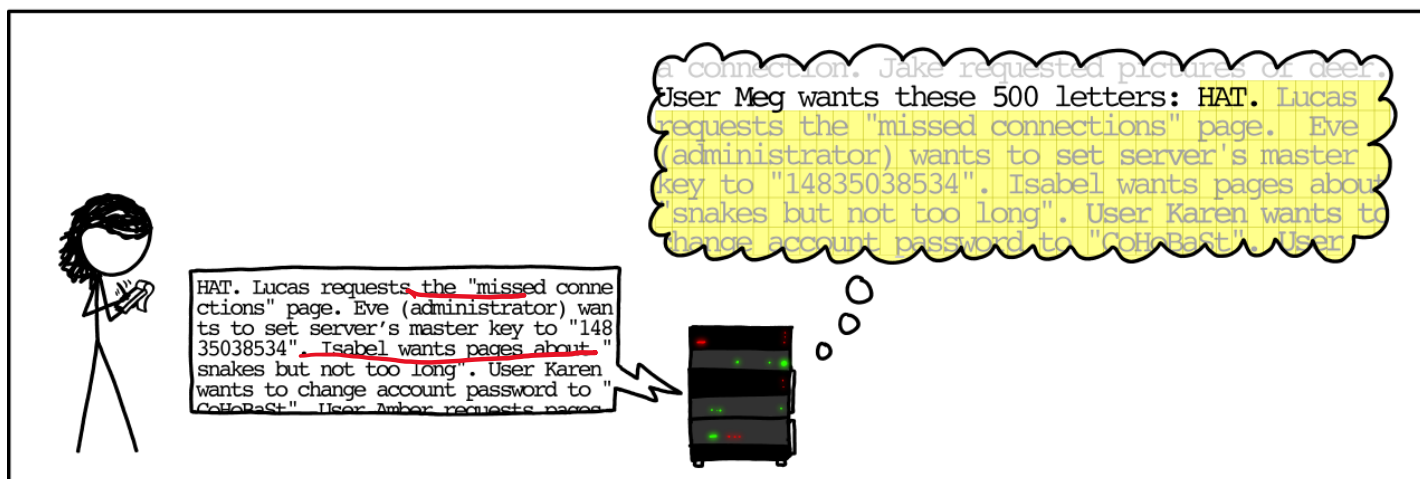 a connection. Jake requested pictures of deer.
User Meg wants these 500 letters: HAT. Lucas
requests the "missed connections" page. Eve
(administrator) wants to set server's master
key to "14835038534". Isabel wants pages about
"snakes but not too long". User Karen wants to
change account password to "CoHoBaSt". User
HAT. Lucas requests the "missed conne
ctions" page. Eve (administrator) wan
ts to set server's master key to "148
35038534". Isabel wants pages about "
snakes but not too long". User Karen
wants to change account password to "
CoHoBaSt". User Amber requests pages